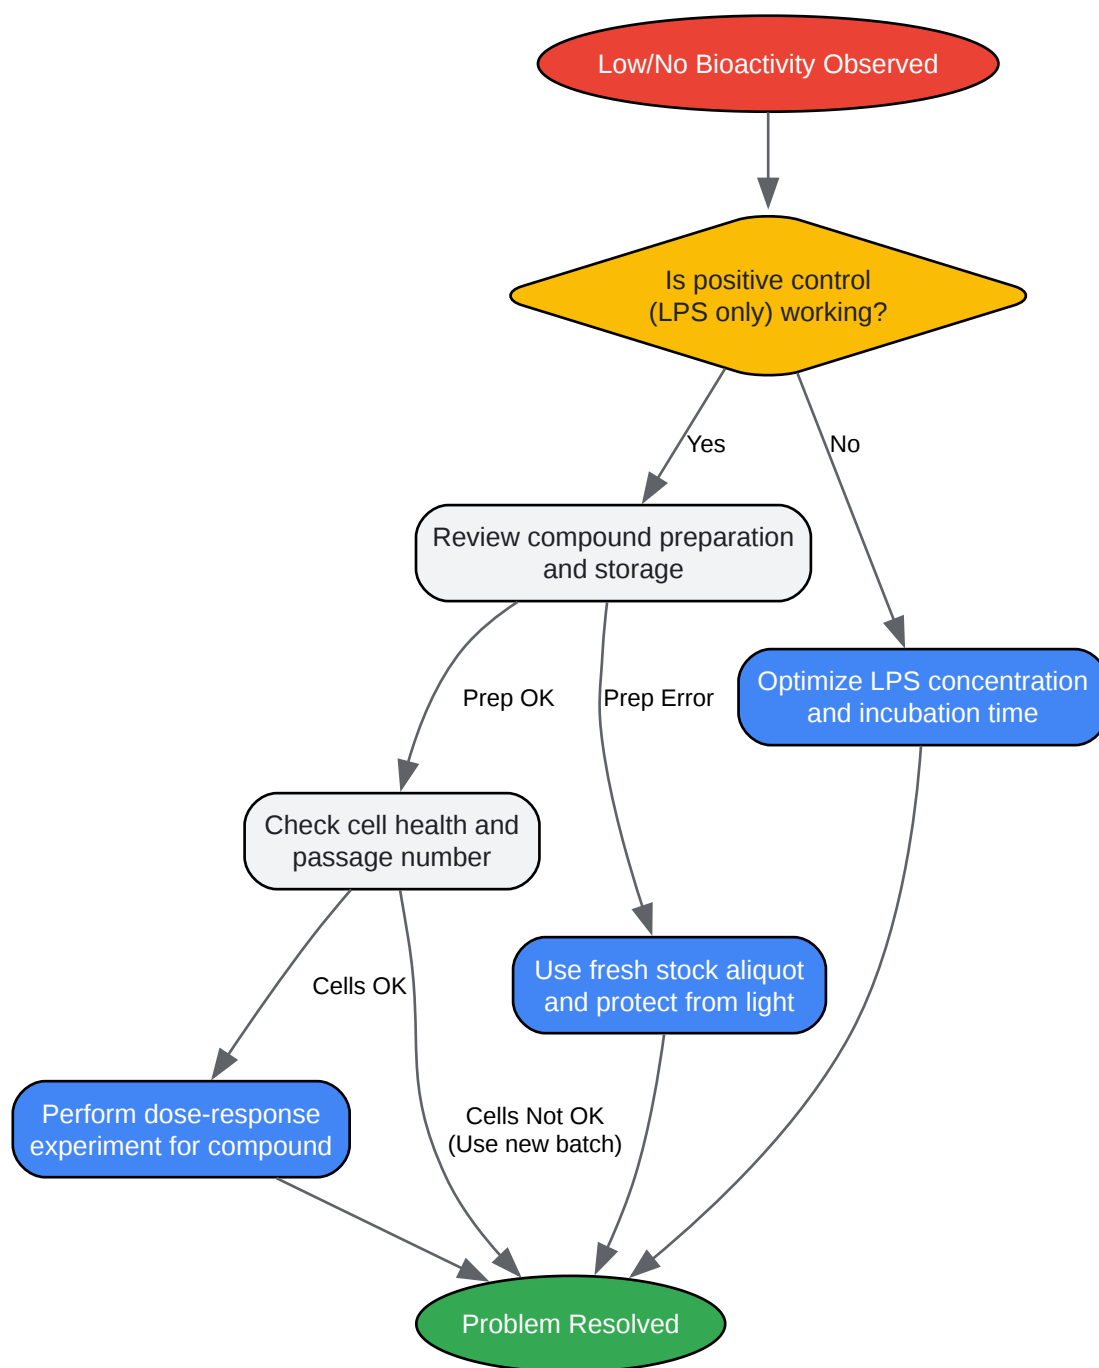 Low/No Bioactivity Observed
Is positive control
(LPS only) working?
Yes
No
Review compound preparation
and storage
Optimize LPS concentration
and incubation time
Prep OK
Prep Error
Check cell health and
passage number
Use fresh stock aliquot
and protect from light
Cells OK
Perform dose-response
experiment for compound
Cells Not OK
(Use new batch)
Problem Resolved